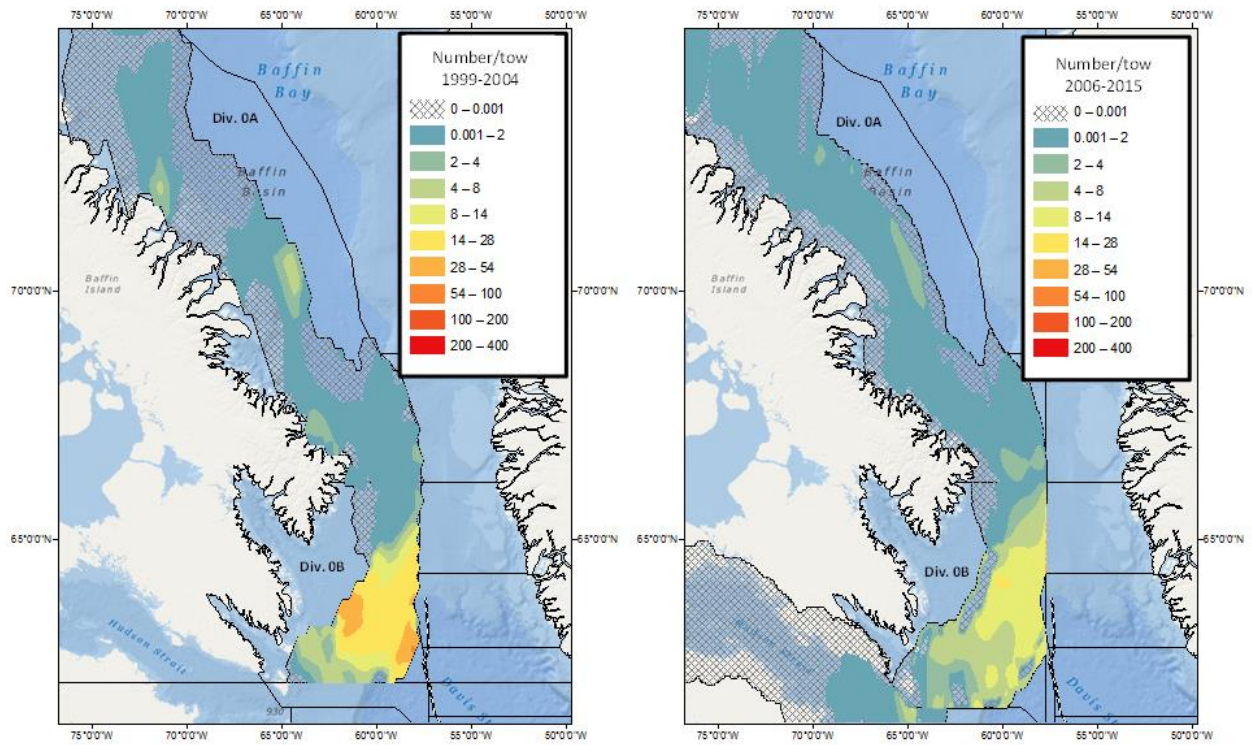 75°0'0"W 70°0'0"W 65°0'0"W 60°0'0"W 55°0'0"W 50°0'0"W
Number/tow
1999-2004
0 – 0.001
0.001 – 2
2 – 4
4 – 8
8 – 14
14 – 28
28 – 54
54 – 100
100 – 200
200 – 400
Baffin
Bay
Div. 0A
Baffin
Basin
Baffin
Island
70°0'0"N
70°0'0"N
65°0'0"N
65°0'0"N
Div. 0B
Hudson Strait
Davis St
930
75°0'0"W 70°0'0"W 65°0'0"W 60°0'0"W 55°0'0"W 50°0'0"W
75°0'0"W 70°0'0"W 65°0'0"W 60°0'0"W 55°0'0"W 50°0'0"W
Number/tow
2006-2015
0 – 0.001
0.001 – 2
2 – 4
4 – 8
8 – 14
14 – 28
28 – 54
54 – 100
100 – 200
200 – 400
Baffin
Bay
Div. 0A
Baffin
Basin
Baffin
Island
70°0'0"N
65°0'0"N
Div. 0B
Davis St
75°0'0"W 70°0'0"W 65°0'0"W 60°0'0"W 55°0'0"W 50°0'0"W